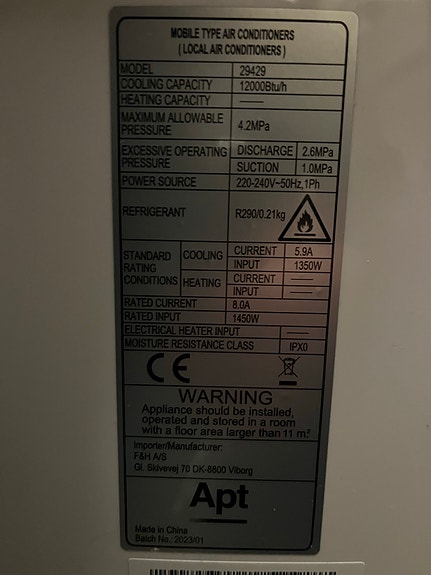 MOBILE TYPE AIR CONDITIONERS
( LOCAL AIR CONDITIONERS )
MODEL 29429
COOLING CAPACITY 12000Btu/h
HEATING CAPACITY ——
MAXIMUM ALLOWABLE PRESSURE 4.2MPa
EXCESSIVE OPERATING PRESSURE DISCHARGE 2.6MPa
SUCTION 1.0MPa
POWER SOURCE 220-240V~50Hz,1Ph
REFRIGERANT R290/0.21kg
STANDARD RATING CONDITIONS COOLING CURRENT 5.9A
INPUT 1350W
HEATING CURRENT ——
INPUT ——
RATED CURRENT 8.0A
RATED INPUT 1450W
ELECTRICAL HEATER INPUT ——
MOISTURE RESISTANCE CLASS IPX0
CE
WARNING
Appliance should be installed,
operated and stored in a room
with a floor area larger than 11 m².
Importer/Manufacturer:
F&H A/S
Gl. Skivevej 70 DK-8800 Viborg
Apt
Made in China
Batch No.: 2023/01